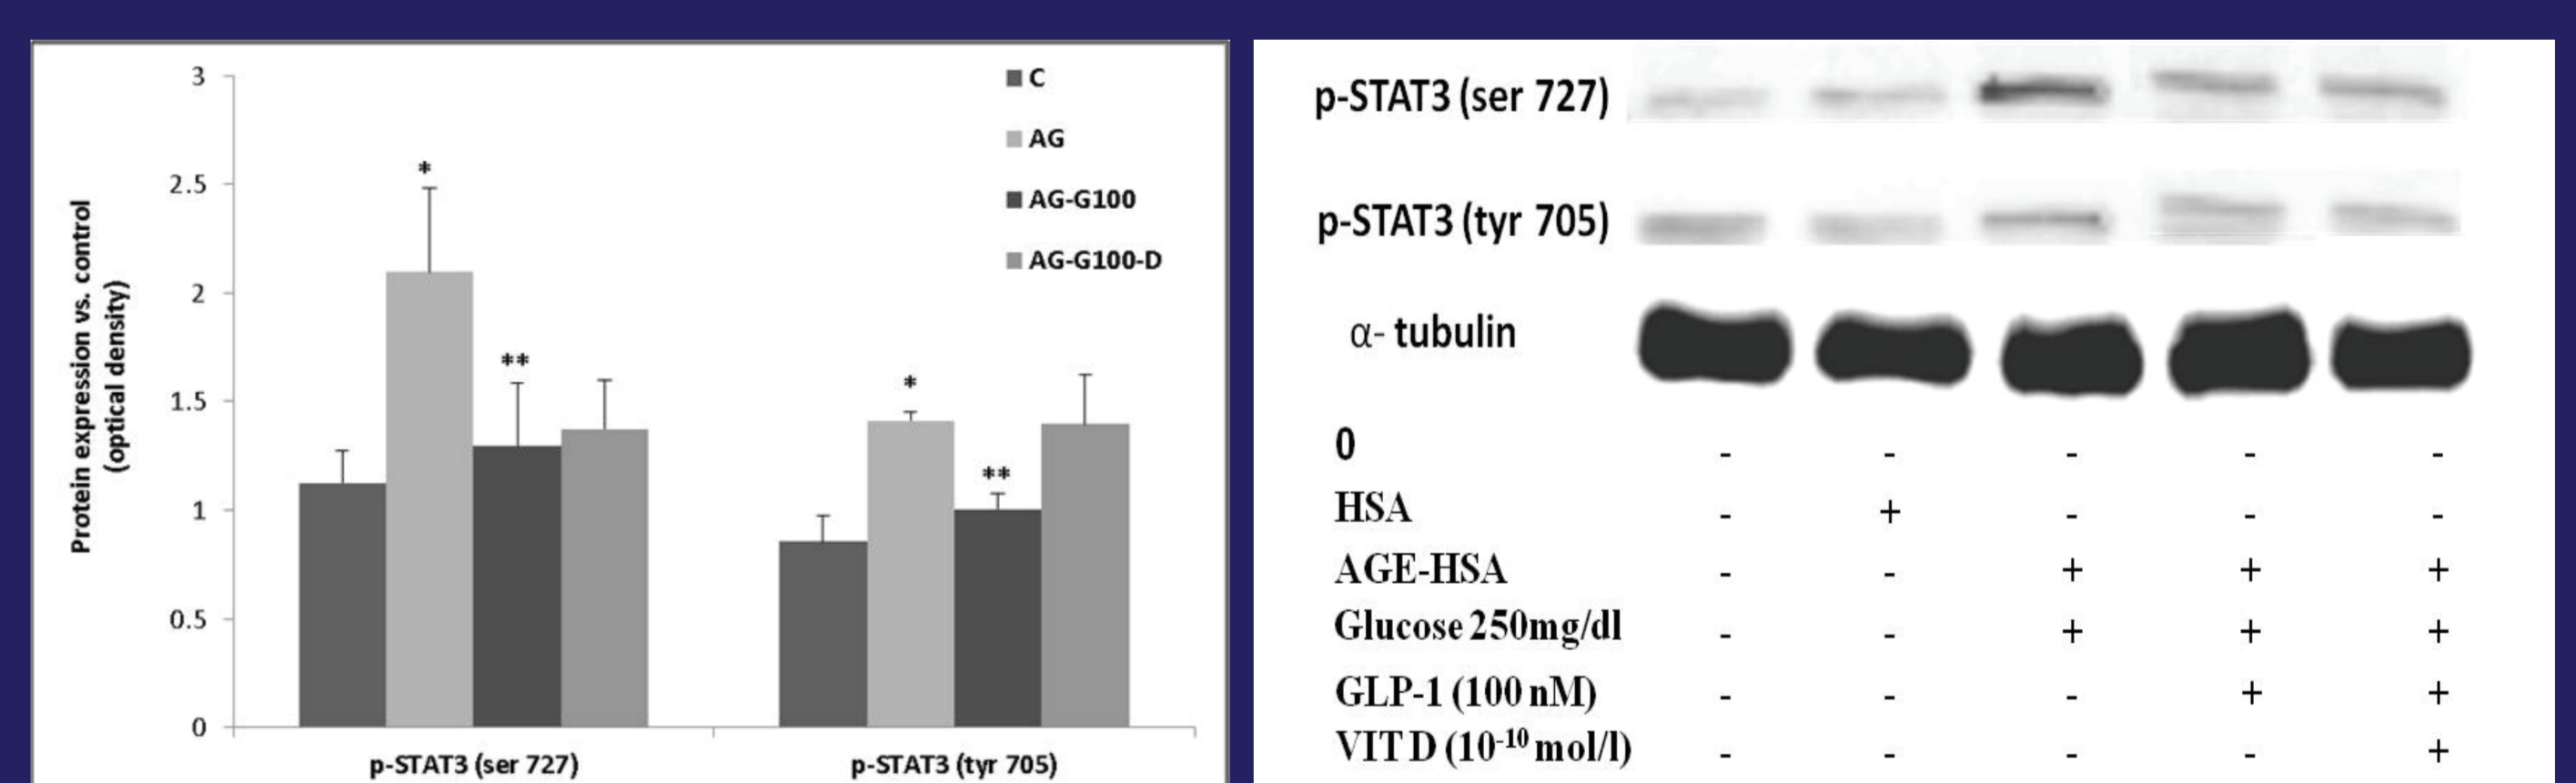 3
2.5
2
1.5
1
0.5
0
Protein expression vs. control
(optical density)
C
AG
AG-G100
AG-G100-D
*
**
*
**
p-STAT3 (ser 727)
p-STAT3 (tyr 705)
p-STAT3 (ser 727)
p-STAT3 (tyr 705)
α- tubulin
0 - - - - -
HSA - + - - -
AGE-HSA - - + + +
Glucose 250mg/dl - - + + +
GLP-1 (100 nM) - - - + +
VIT D (10⁻¹⁰ mol/l) - - - - +